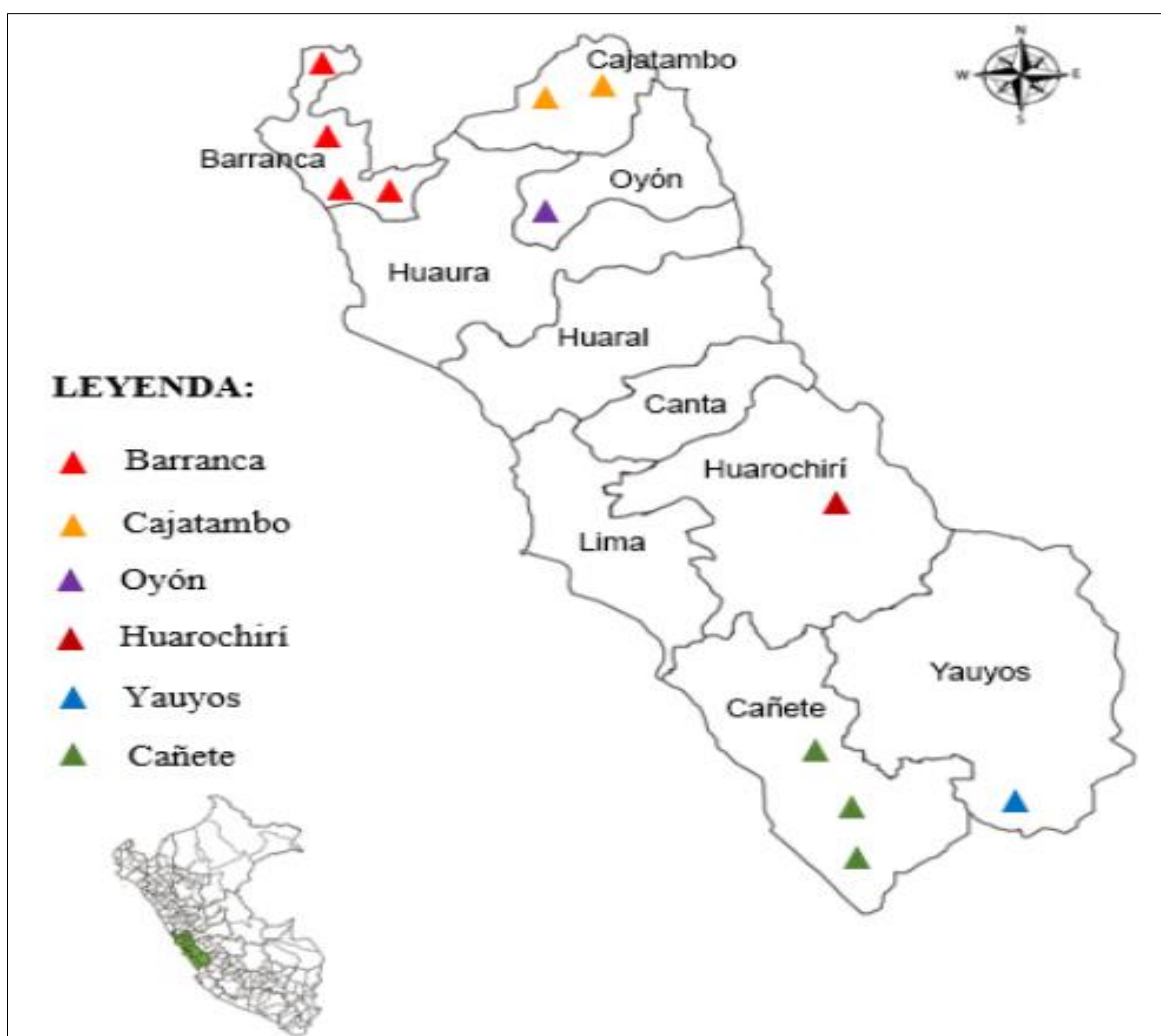 N
W E
S
Cajatambo
Barranca
Oyón
Huaura
Huaral
Canta
Huarochirí
Lima
Yauyos
Cañete
LEYENDA:
Barranca
Cajatambo
Oyón
Huarochirí
Yauyos
Cañete